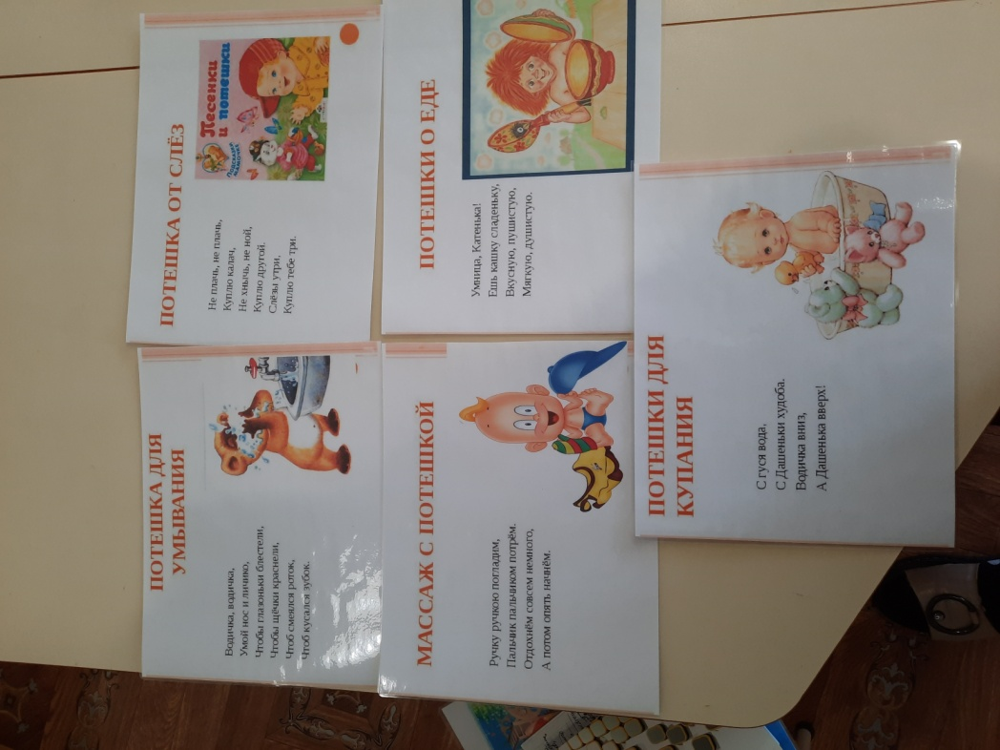 ПОТЕШКА ОТ СЛЁЗ
Не плачь, не плачь,
Куплю калач,
Не хнычь, не ной,
Куплю другой.
Слёзы утри,
Куплю тебе три.
Песенки
и потешки
ПОТЕШКИ О ЕДЕ
Умница, Катенька!
Ешь кашку сладеньку,
Вкусную, пушистую,
Мягкую, душистую.
ПОТЕШКА ДЛЯ
УМЫВАНИЯ
Водичка, водичка,
Умой нос и личико,
Чтобы глазоньки блестели,
Чтобы щёчки краснели,
Чтоб смеялся роток,
Чтоб кусался зубок.
МАССАЖ С ПОТЕШКОЙ
Ручку ручкою погладим,
Пальчик пальчиком потрём.
Отдохнём совсем немного,
А потом опять начнём.
ПОТЕШКИ ДЛЯ
КУПАНИЯ
С гуся вода,
С Дашеньки худоба.
Водичка вниз,
А Дашенька вверх!